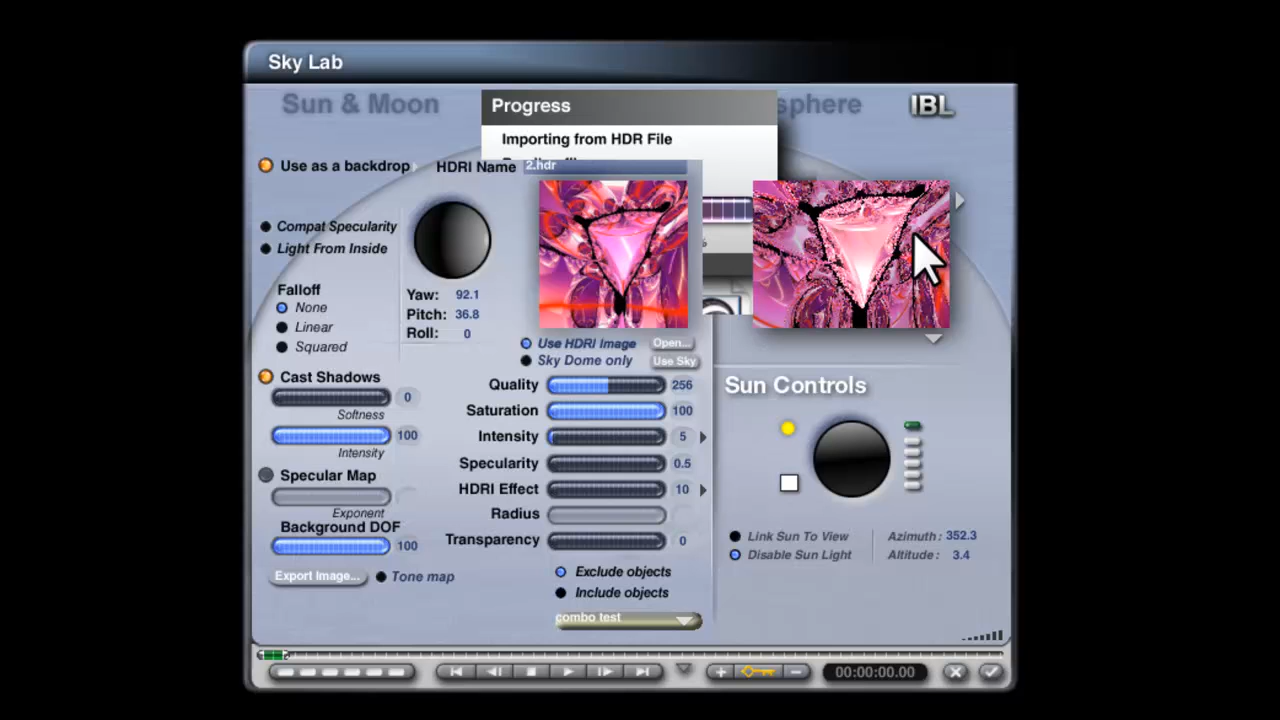 Sky Lab
Sun & Moon
Progress
sphere
IBL
Importing from HDR File
Use as a backdrop
HDRI Name
2.hdr
Compat Specularity
Light From Inside
%
Falloff
None
Linear
Squared
Yaw: 92.1
Pitch: 36.8
Roll: 0
Use HDRI Image
Open...
Sky Dome only
Use Sky
Cast Shadows
0
Softness
100
Intensity
Specular Map
Exponent
Background DOF
100
Export Image...
Tone map
Quality 256
Saturation 100
Intensity 5
Specularity 0.5
HDRI Effect 10
Radius
Transparency 0
Exclude objects
Include objects
combo test
Sun Controls
Link Sun To View
Disable Sun Light
Azimuth: 352.3
Altitude: 3.4
00:00:00.00